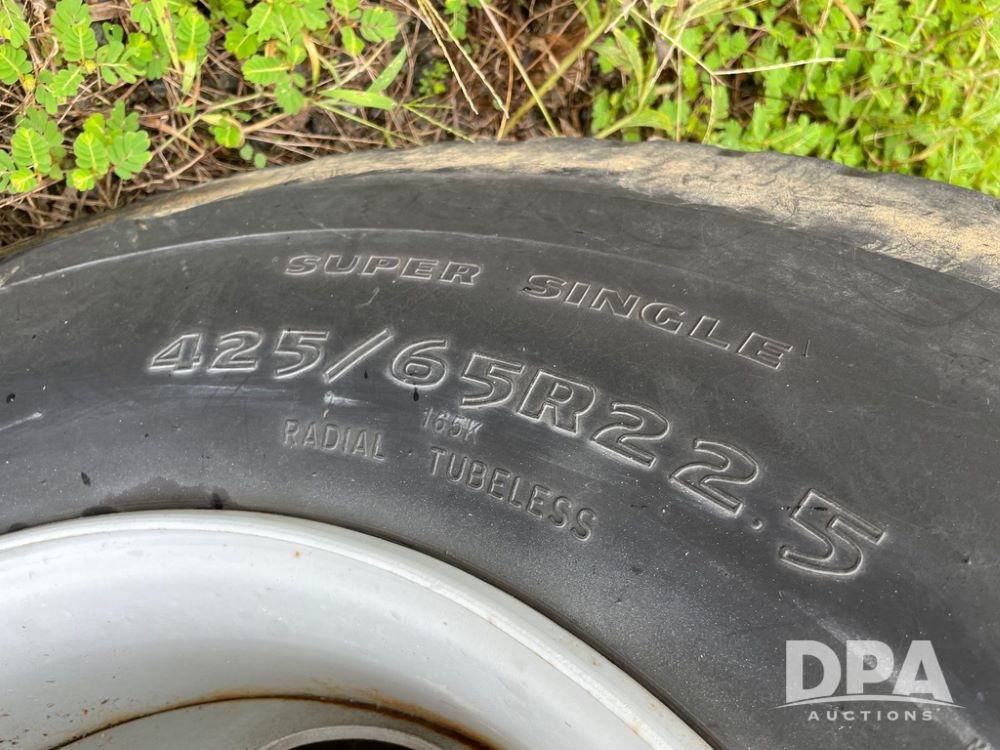 SUPER SINGLE
425/65R22.5
165K
RADIAL TUBELESS
DPA
AUCTIONS